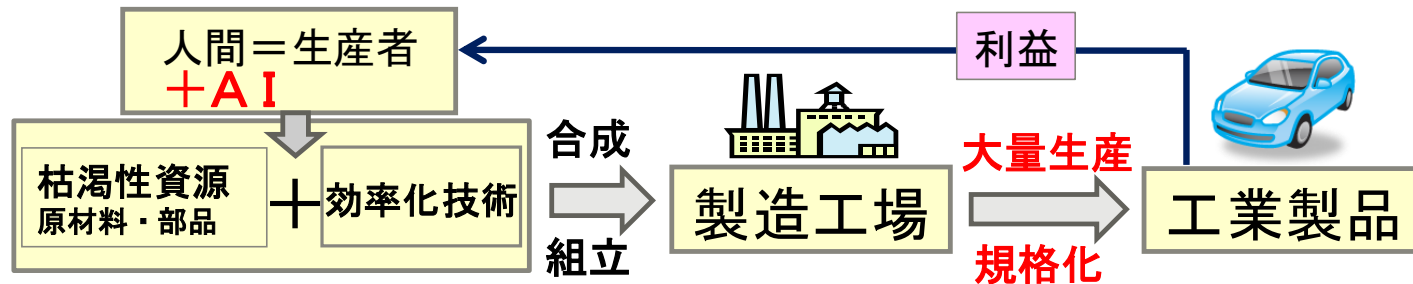 人間＝生産者
＋ＡＩ
利益
枯渇性資源
原材料・部品
＋
効率化技術
合成
組立
製造工場
大量生産
規格化
工業製品